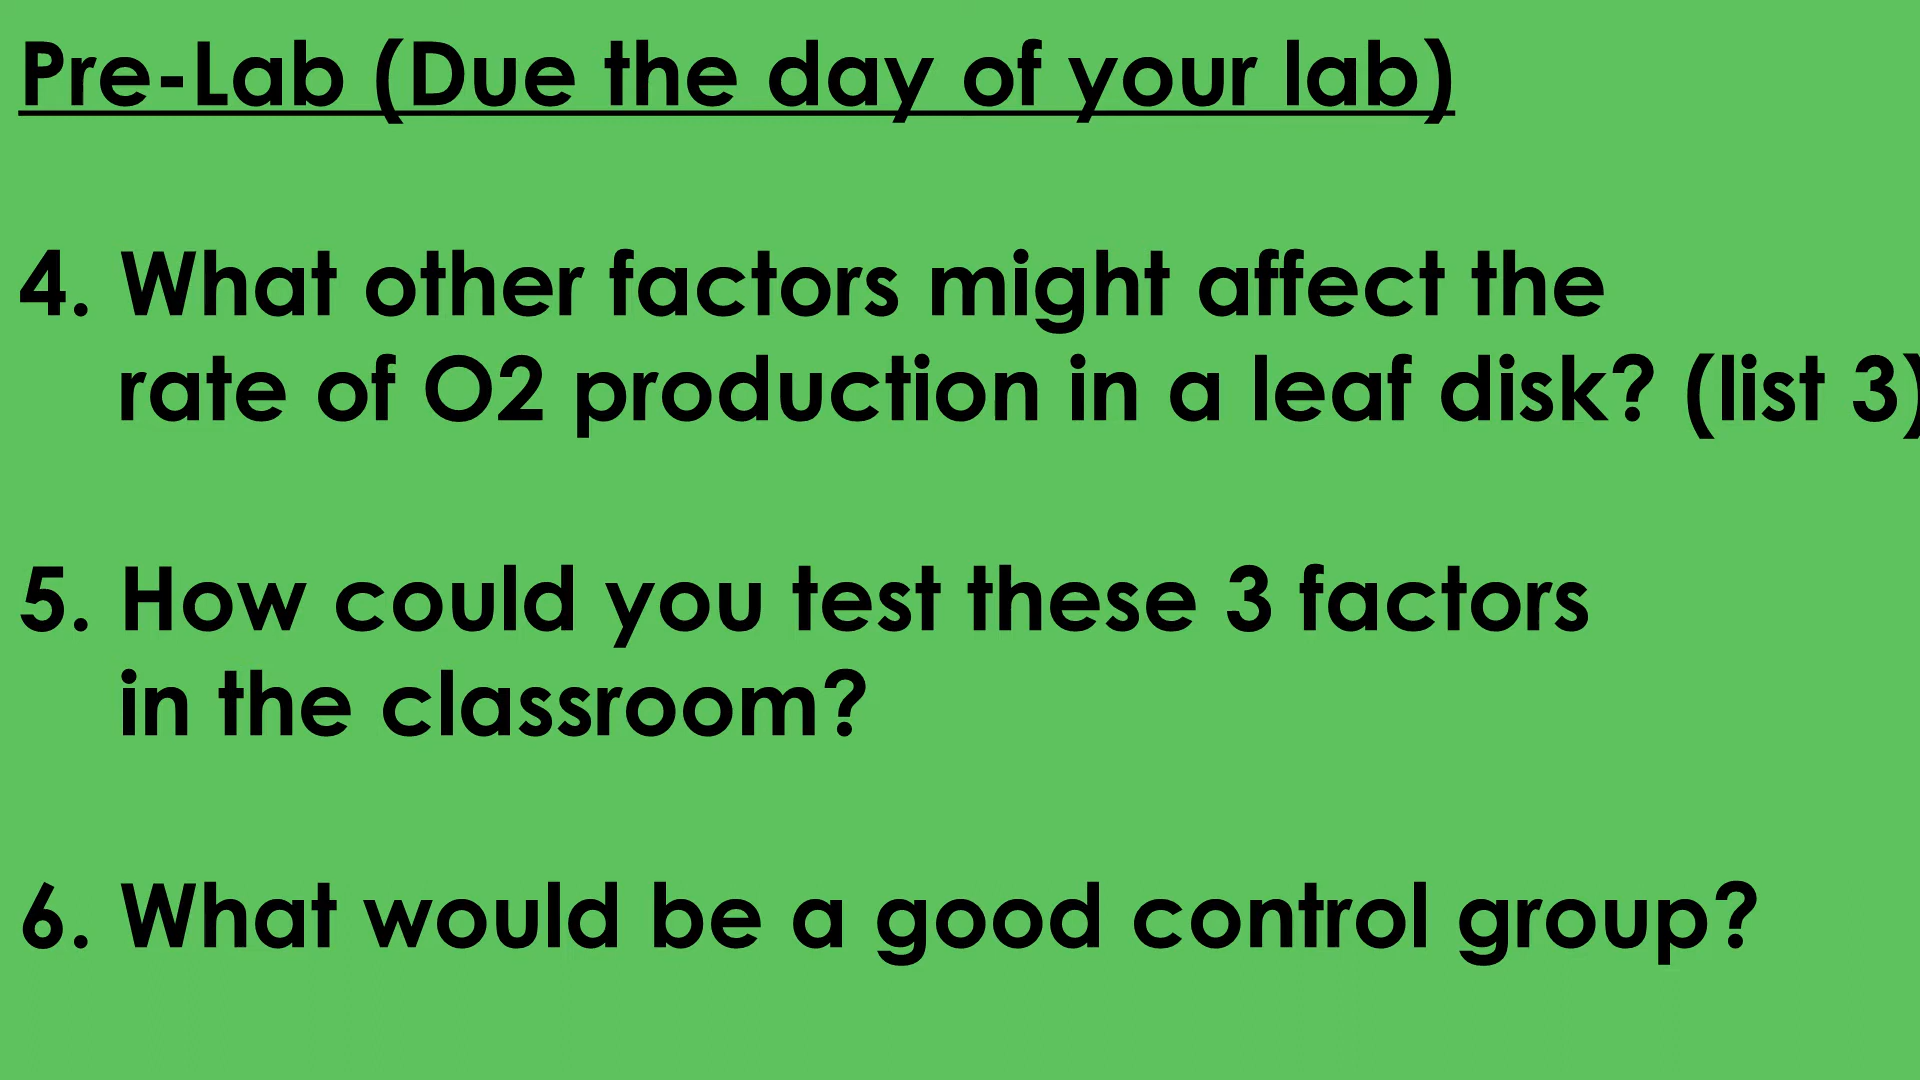 Pre-Lab (Due the day of your lab)
4. What other factors might affect the
rate of O2 production in a leaf disk? (list 3)
5. How could you test these 3 factors
in the classroom?
6. What would be a good control group?